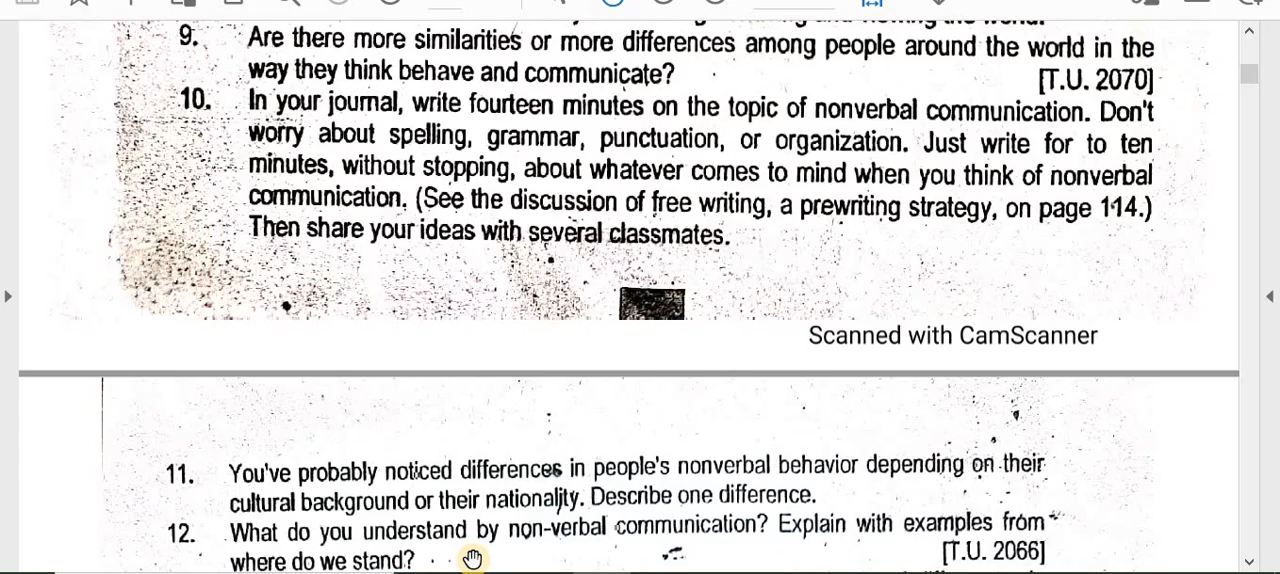 9. Are there more similarities or more differences among people around the world in the
way they think behave and communicate? [T.U. 2070]
10. In your journal, write fourteen minutes on the topic of nonverbal communication. Don't
worry about spelling, grammar, punctuation, or organization. Just write for to ten
minutes, without stopping, about whatever comes to mind when you think of nonverbal
communication. (See the discussion of free writing, a prewriting strategy, on page 114.)
Then share your ideas with several classmates.
Scanned with CamScanner
11. You've probably noticed differences in people's nonverbal behavior depending on their
cultural background or their nationality. Describe one difference.
12. What do you understand by non-verbal communication? Explain with examples from
where do we stand? [T.U. 2066]